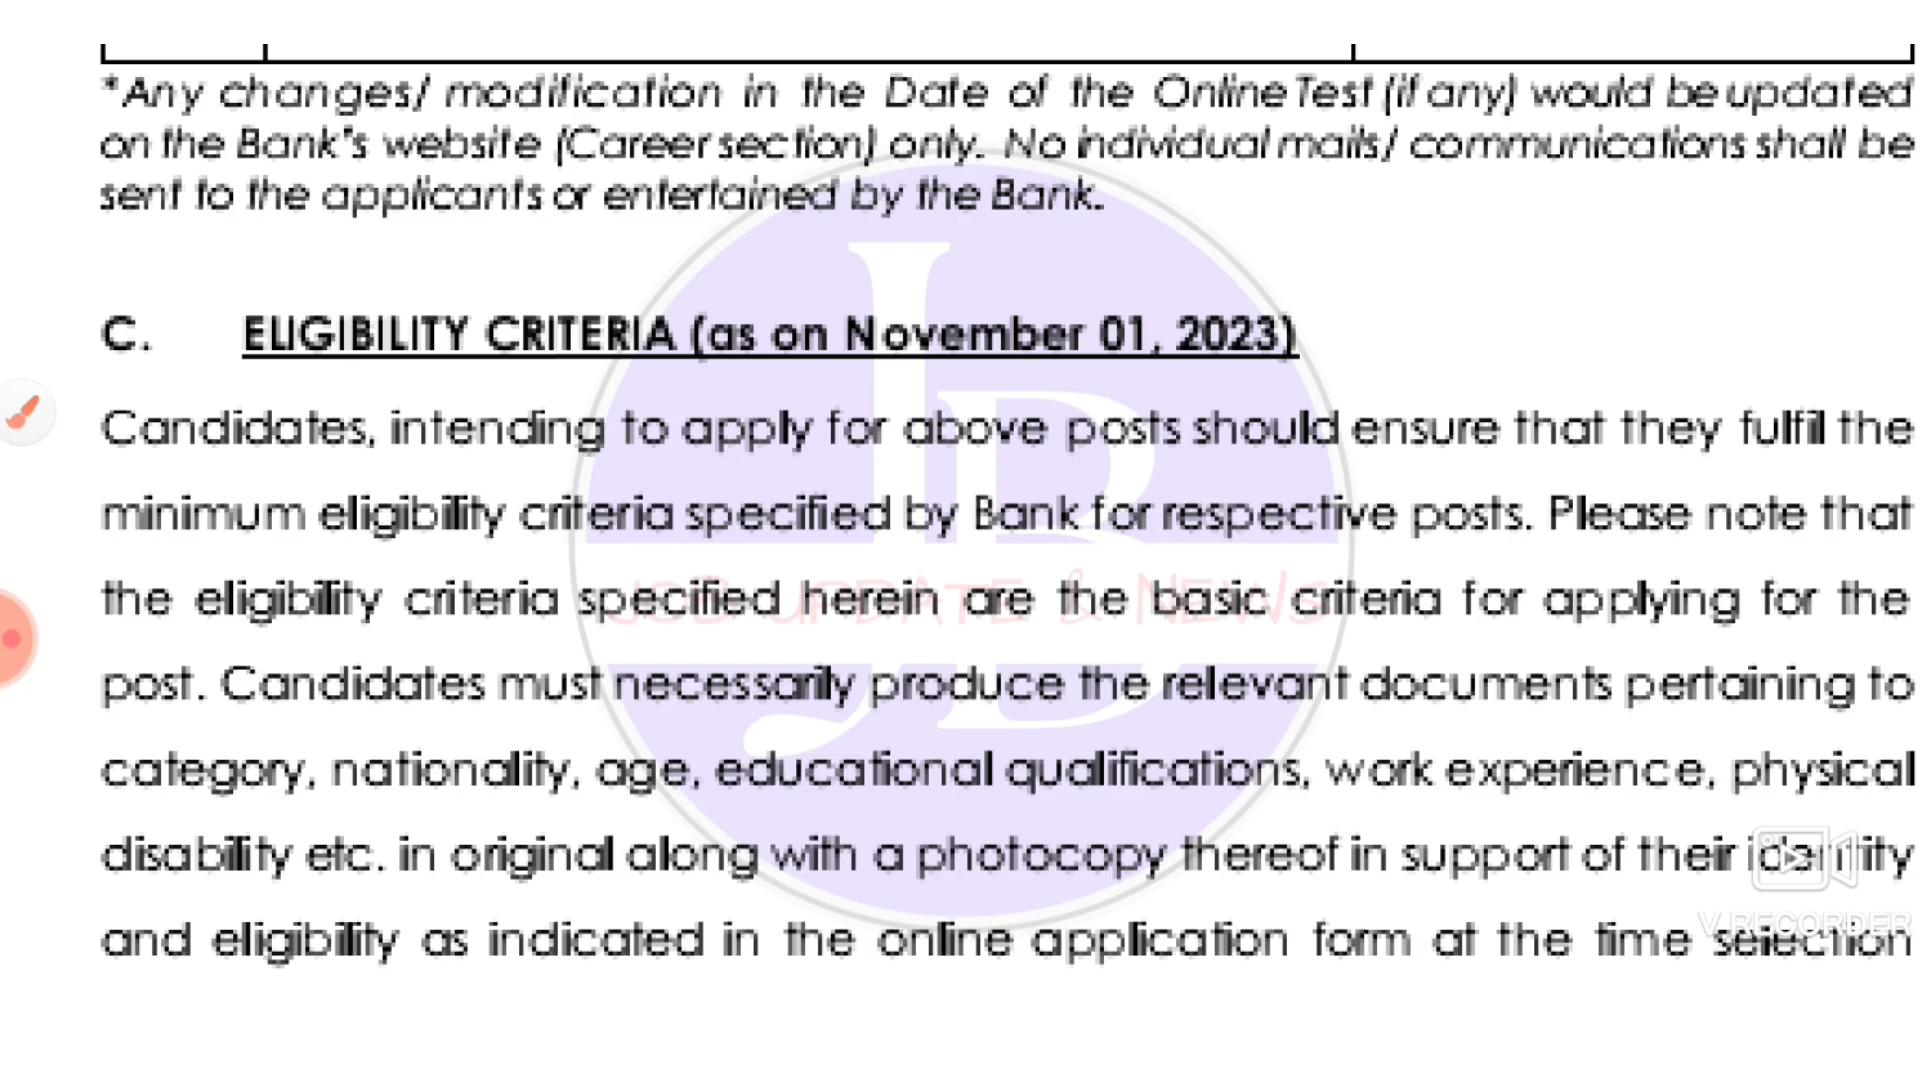 *Any changes/ modification in the Date of the Online Test (if any) would be updated
on the Bank's website (Career section) only. No individual mails/ communications shall be
sent to the applicants or entertained by the Bank.
C. ELIGIBILITY CRITERIA (as on November 01, 2023)
Candidates, intending to apply for above posts should ensure that they fulfil the
minimum eligibility criteria specified by Bank for respective posts. Please note that
the eligibility criteria specified herein are the basic criteria for applying for the
JOB UPDATE & NEWS
post. Candidates must necessarily produce the relevant documents pertaining to
category, nationality, age, educational qualifications, work experience, physical
disability etc. in original along with a photocopy thereof in support of their identity
and eligibility as indicated in the online application form at the time selection
V RECORDER